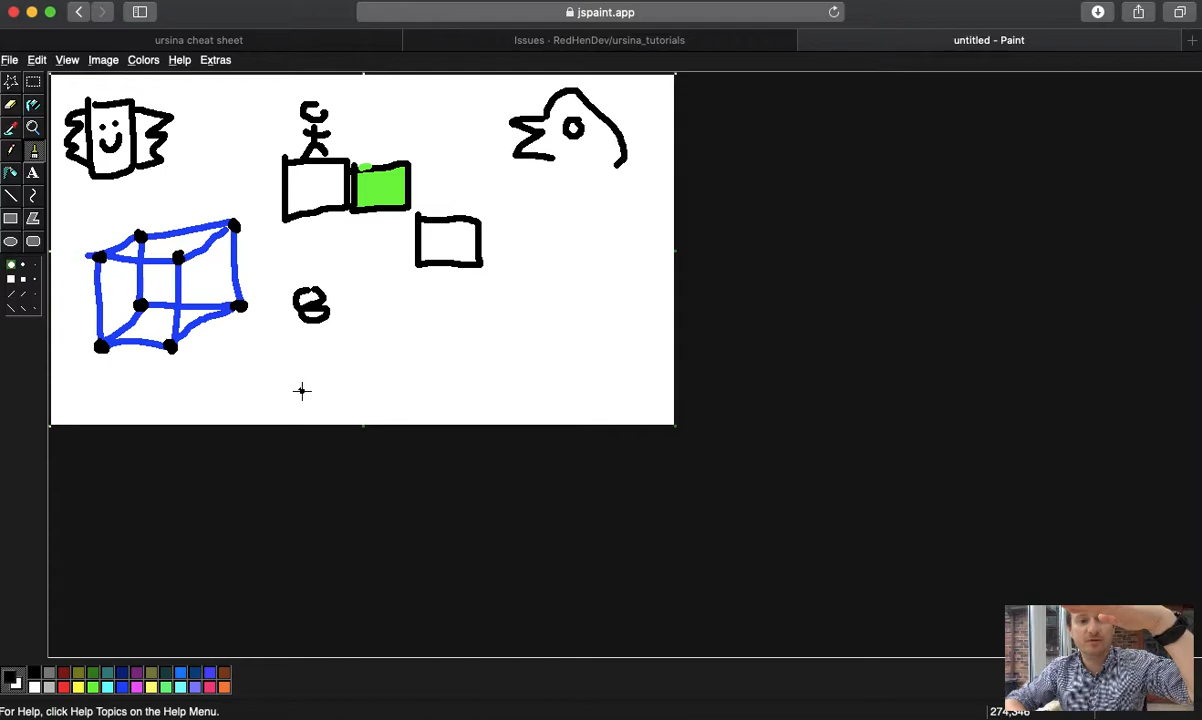 jspaint.app
ursina cheat sheet
Issues · RedHenDev/ursina_tutorials
untitled - Paint
File Edit View Image Colors Help Extras
A
8
For Help, click Help Topics on the Help Menu.
274,346